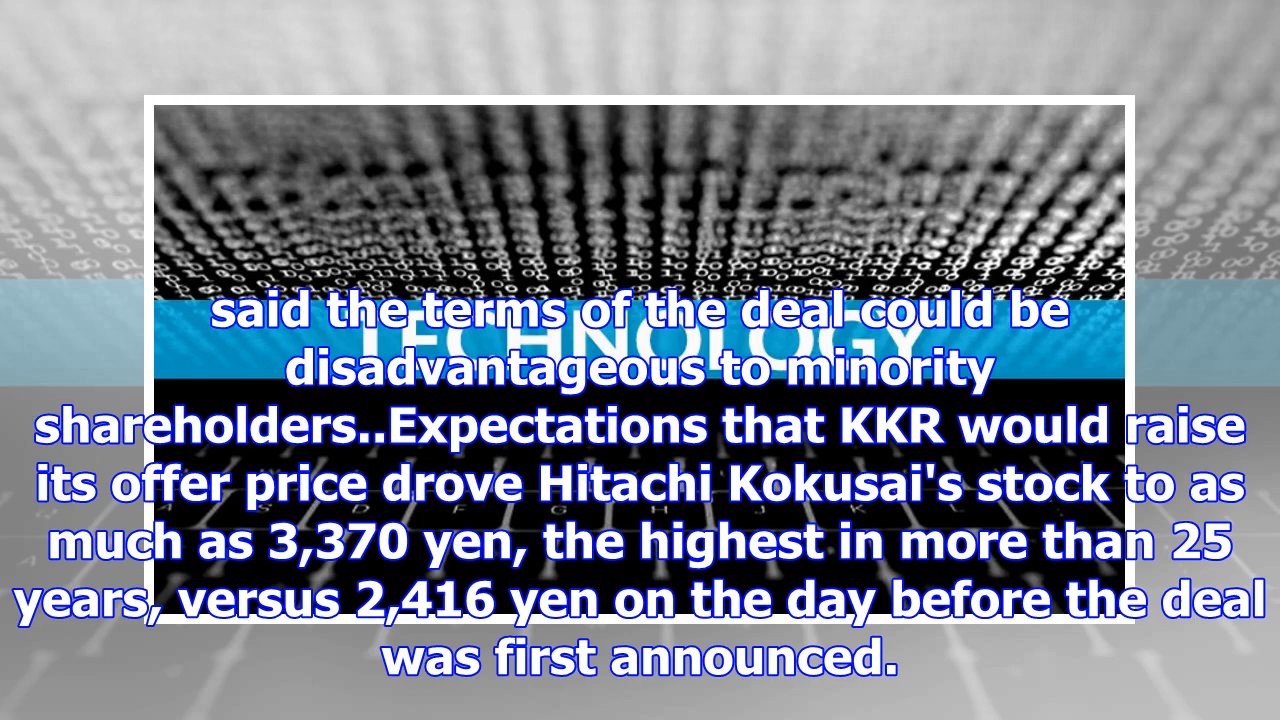 said the terms of the deal could be
TECHNOLOGY
disadvantageous to minority
shareholders..Expectations that KKR would raise
its offer price drove Hitachi Kokusai's stock to as
much as 3,370 yen, the highest in more than 25
years, versus 2,416 yen on the day before the deal
was first announced.